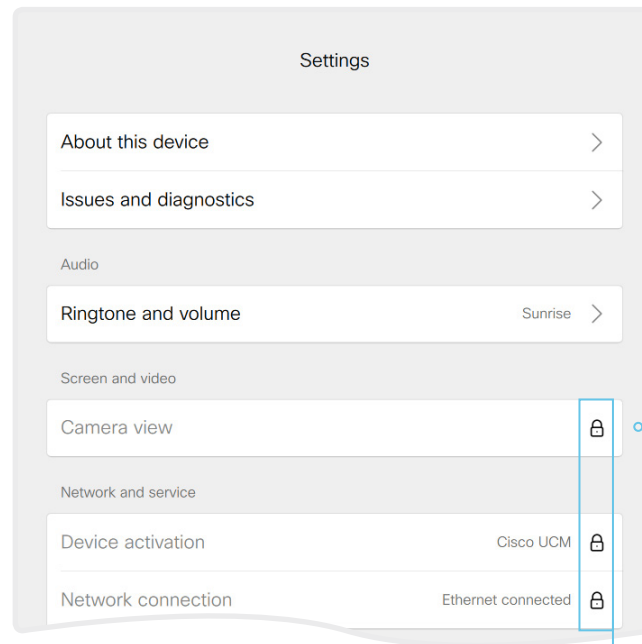 Settings
About this device
Issues and diagnostics
Audio
Ringtone and volume Sunrise
Screen and video
Camera view
Network and service
Device activation Cisco UCM
Network connection Ethernet connected